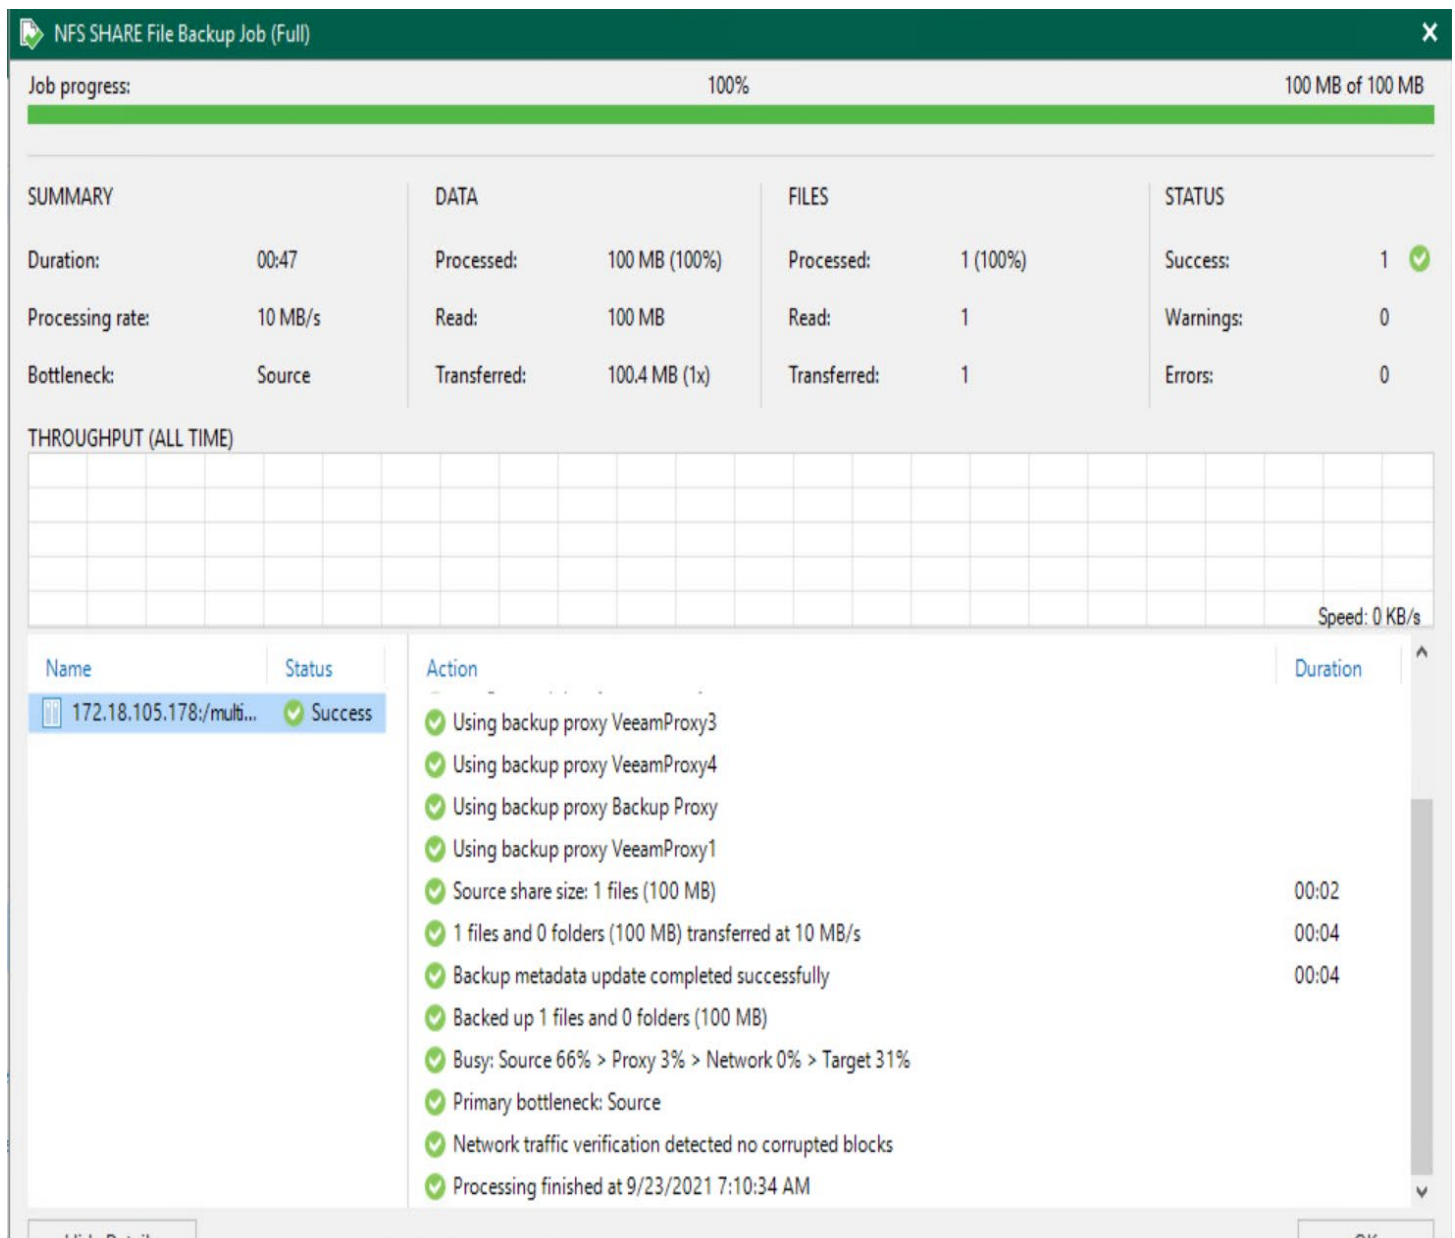 NFS SHARE File Backup Job (Full)
Job progress: 100% 100 MB of 100 MB
SUMMARY DATA FILES STATUS
Duration: 00:47 Processed: 100 MB (100%) Processed: 1 (100%) Success: 1
Processing rate: 10 MB/s Read: 100 MB Read: 1 Warnings: 0
Bottleneck: Source Transferred: 100.4 MB (1x) Transferred: 1 Errors: 0
THROUGHPUT (ALL TIME)
Speed: 0 KB/s
Name Status Action Duration
172.18.105.178:/multi... Success
Using backup proxy VeeamProxy3
Using backup proxy VeeamProxy4
Using backup proxy Backup Proxy
Using backup proxy VeeamProxy1
Source share size: 1 files (100 MB) 00:02
1 files and 0 folders (100 MB) transferred at 10 MB/s 00:04
Backup metadata update completed successfully 00:04
Backed up 1 files and 0 folders (100 MB)
Busy: Source 66% > Proxy 3% > Network 0% > Target 31%
Primary bottleneck: Source
Network traffic verification detected no corrupted blocks
Processing finished at 9/23/2021 7:10:34 AM